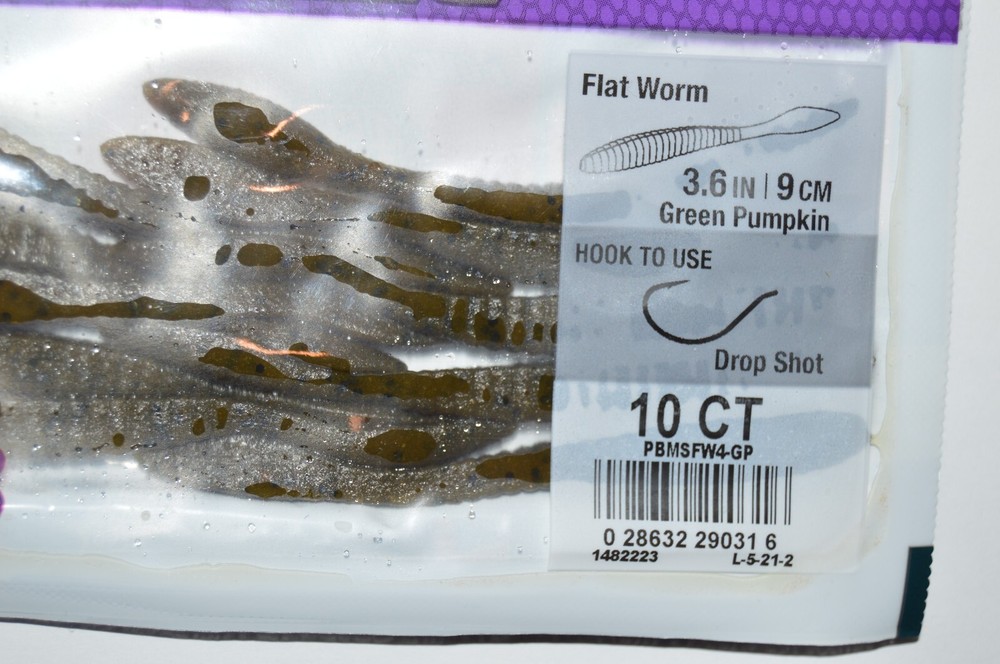 Flat Worm
3.6 IN | 9 CM
Green Pumpkin
HOOK TO USE
Drop Shot
10 CT
PBMSFW4-GP
0 28632 29031 6
1482223 L-5-21-2